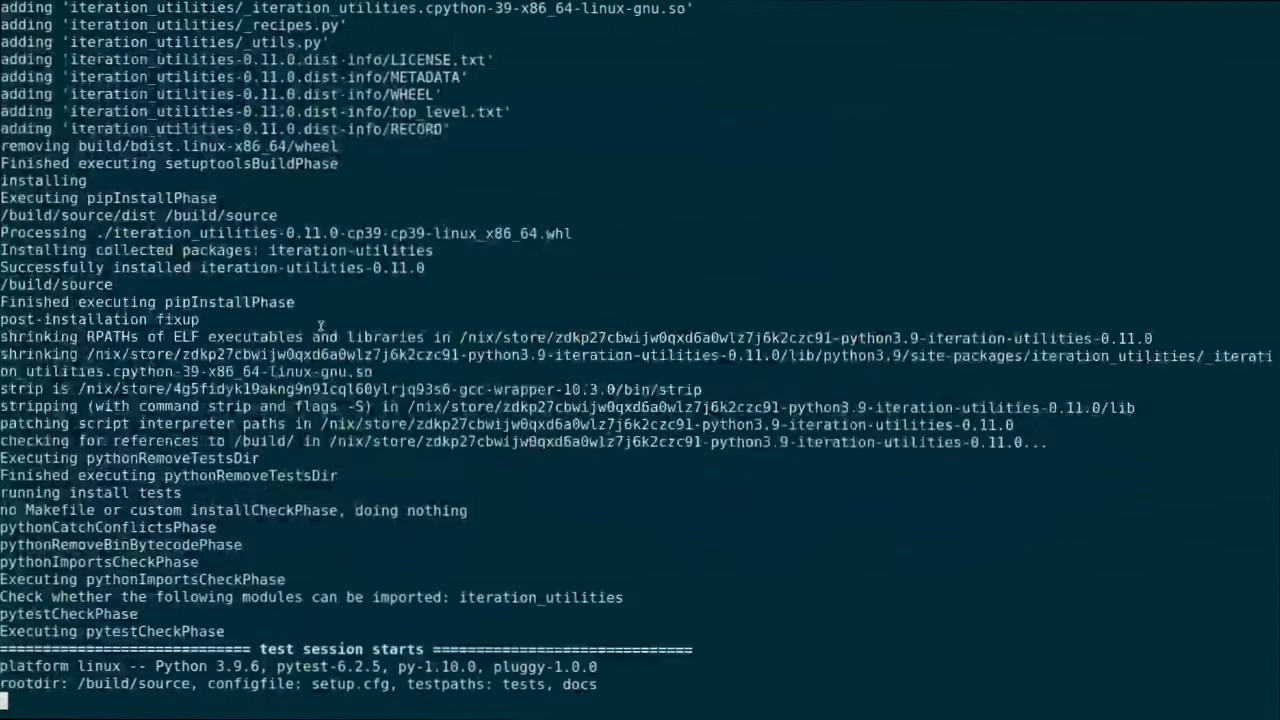 adding 'iteration_utilities/_iteration_utilities.cpython-39-x86_64-linux-gnu.so'
adding 'iteration_utilities/_recipes.py'
adding 'iteration_utilities/_utils.py'
adding 'iteration_utilities-0.11.0.dist-info/LICENSE.txt'
adding 'iteration_utilities-0.11.0.dist-info/METADATA'
adding 'iteration_utilities-0.11.0.dist-info/WHEEL'
adding 'iteration_utilities-0.11.0.dist-info/top_level.txt'
adding 'iteration_utilities-0.11.0.dist-info/RECORD'
removing build/bdist.linux-x86_64/wheel
Finished executing setuptoolsBuildPhase
installing
Executing pipInstallPhase
/build/source/dist /build/source
Processing ./iteration_utilities-0.11.0-cp39-cp39-linux_x86_64.whl
Installing collected packages: iteration-utilities
Successfully installed iteration-utilities-0.11.0
/build/source
Finished executing pipInstallPhase
post-installation fixup
shrinking RPATHs of ELF executables and libraries in /nix/store/zdkp27cbwijw0qxd6a0wlz7j6k2czc91-python3.9-iteration-utilities-0.11.0
shrinking /nix/store/zdkp27cbwijw0qxd6a0wlz7j6k2czc91-python3.9-iteration-utilities-0.11.0/lib/python3.9/site-packages/iteration_utilities/_iterati
on_utilities.cpython-39-x86_64-linux-gnu.so
strip is /nix/store/4g5fidyk19akng9n91cql60ylrjq93s6-gcc-wrapper-10.3.0/bin/strip
stripping (with command strip and flags -S) in /nix/store/zdkp27cbwijw0qxd6a0wlz7j6k2czc91-python3.9-iteration-utilities-0.11.0/lib
patching script interpreter paths in /nix/store/zdkp27cbwijw0qxd6a0wlz7j6k2czc91-python3.9-iteration-utilities-0.11.0
checking for references to /build/ in /nix/store/zdkp27cbwijw0qxd6a0wlz7j6k2czc91-python3.9-iteration-utilities-0.11.0...
Executing pythonRemoveTestsDir
Finished executing pythonRemoveTestsDir
running install tests
no Makefile or custom installCheckPhase, doing nothing
pythonCatchConflictsPhase
pythonRemoveBinBytecodePhase
pythonImportsCheckPhase
Executing pythonImportsCheckPhase
Check whether the following modules can be imported: iteration_utilities
pytestCheckPhase
Executing pytestCheckPhase
============================= test session starts ==============================
platform linux -- Python 3.9.6, pytest-6.2.5, py-1.10.0, pluggy-1.0.0
rootdir: /build/source, configfile: setup.cfg, testpaths: tests, docs